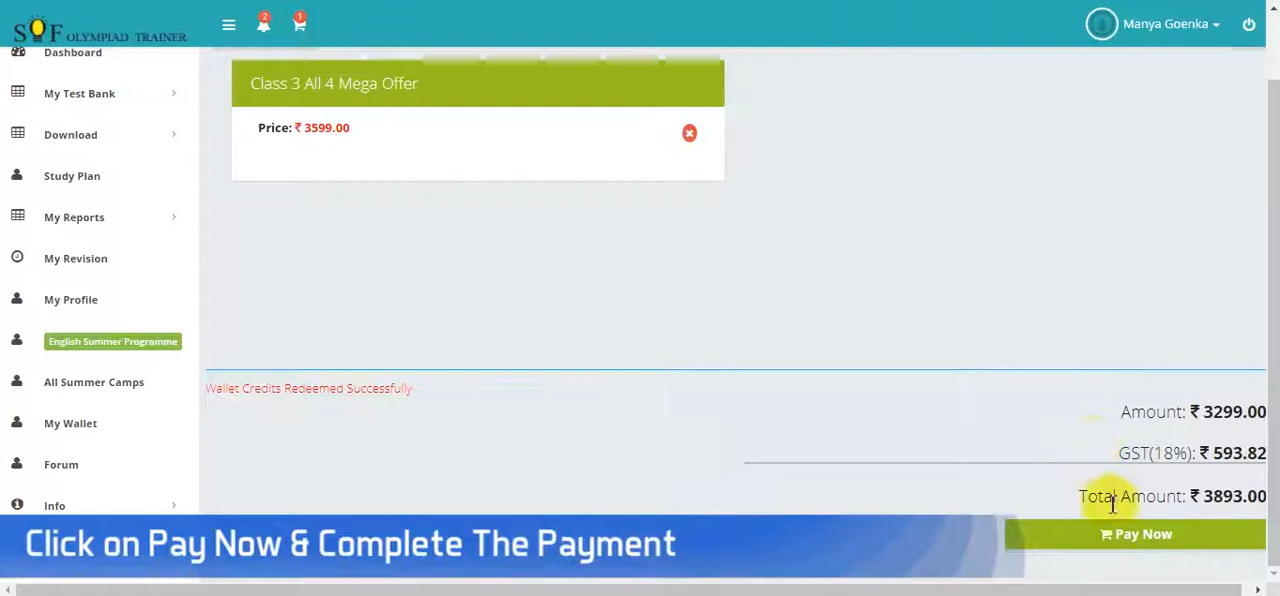 SOF OLYMPIAD TRAINER
2
1
Manya Goenka
Dashboard
My Test Bank
Download
Study Plan
My Reports
My Revision
My Profile
English Summer Programme
All Summer Camps
My Wallet
Forum
Info
Class 3 All 4 Mega Offer
Price: ₹ 3599.00
Wallet Credits Redeemed Successfully
Amount: ₹ 3299.00
GST(18%): ₹ 593.82
Total Amount: ₹ 3893.00
Pay Now
Click on Pay Now & Complete The Payment